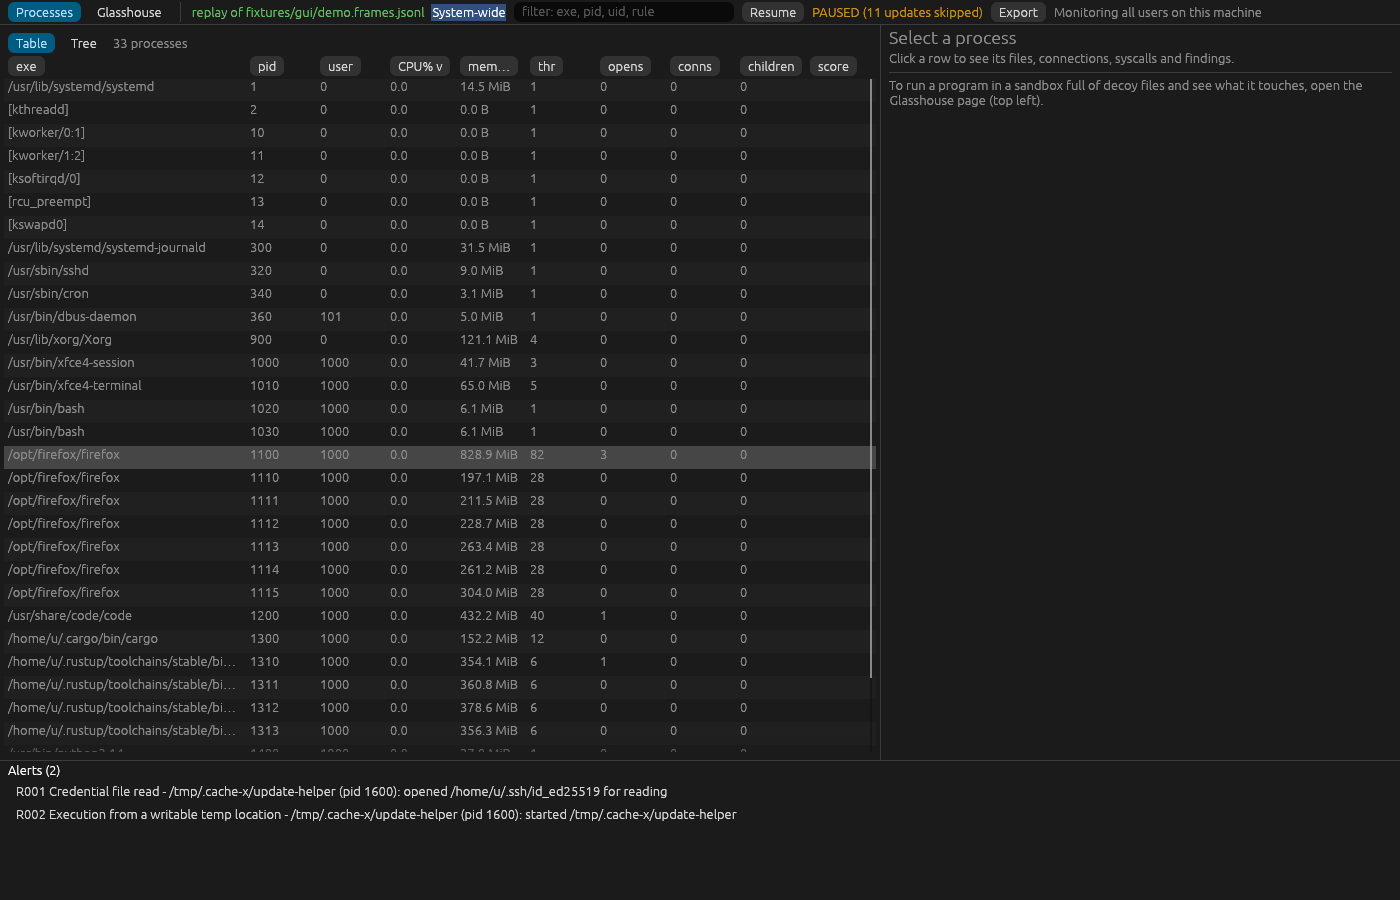 Processes Glasshouse replay of fixtures/gui/demo.frames.jsonl System-wide filter: exe, pid, uid, rule Resume PAUSED (11 updates skipped) Export Monitoring all users on this machine
Table Tree 33 processes
exe pid user CPU% v mem... thr opens conns children score
/usr/lib/systemd/systemd 1 0 0.0 14.5 MiB 1 0 0 0
[kthreadd] 2 0 0.0 0.0 B 1 0 0 0
[kworker/0:1] 10 0 0.0 0.0 B 1 0 0 0
[kworker/1:2] 11 0 0.0 0.0 B 1 0 0 0
[ksoftirqd/0] 12 0 0.0 0.0 B 1 0 0 0
[rcu_preempt] 13 0 0.0 0.0 B 1 0 0 0
[kswapd0] 14 0 0.0 0.0 B 1 0 0 0
/usr/lib/systemd/systemd-journald 300 0 0.0 31.5 MiB 1 0 0 0
/usr/sbin/sshd 320 0 0.0 9.0 MiB 1 0 0 0
/usr/sbin/cron 340 0 0.0 3.1 MiB 1 0 0 0
/usr/bin/dbus-daemon 360 101 0.0 5.0 MiB 1 0 0 0
/usr/lib/xorg/Xorg 900 0 0.0 121.1 MiB 4 0 0 0
/usr/bin/xfce4-session 1000 1000 0.0 41.7 MiB 3 0 0 0
/usr/bin/xfce4-terminal 1010 1000 0.0 65.0 MiB 5 0 0 0
/usr/bin/bash 1020 1000 0.0 6.1 MiB 1 0 0 0
/usr/bin/bash 1030 1000 0.0 6.1 MiB 1 0 0 0
/opt/firefox/firefox 1100 1000 0.0 828.9 MiB 82 3 0 0
/opt/firefox/firefox 1110 1000 0.0 197.1 MiB 28 0 0 0
/opt/firefox/firefox 1111 1000 0.0 211.5 MiB 28 0 0 0
/opt/firefox/firefox 1112 1000 0.0 228.7 MiB 28 0 0 0
/opt/firefox/firefox 1113 1000 0.0 263.4 MiB 28 0 0 0
/opt/firefox/firefox 1114 1000 0.0 261.2 MiB 28 0 0 0
/opt/firefox/firefox 1115 1000 0.0 304.0 MiB 28 0 0 0
/usr/share/code/code 1200 1000 0.0 432.2 MiB 40 1 0 0
/home/u/.cargo/bin/cargo 1300 1000 0.0 152.2 MiB 12 0 0 0
/home/u/.rustup/toolchains/stable/bi... 1310 1000 0.0 354.1 MiB 6 1 0 0
/home/u/.rustup/toolchains/stable/bi... 1311 1000 0.0 360.8 MiB 6 0 0 0
/home/u/.rustup/toolchains/stable/bi... 1312 1000 0.0 378.6 MiB 6 0 0 0
/home/u/.rustup/toolchains/stable/bi... 1313 1000 0.0 356.3 MiB 6 0 0 0
Select a process
Click a row to see its files, connections, syscalls and findings.
To run a program in a sandbox full of decoy files and see what it touches, open the
Glasshouse page (top left).
Alerts (2)
R001 Credential file read - /tmp/.cache-x/update-helper (pid 1600): opened /home/u/.ssh/id_ed25519 for reading
R002 Execution from a writable temp location - /tmp/.cache-x/update-helper (pid 1600): started /tmp/.cache-x/update-helper